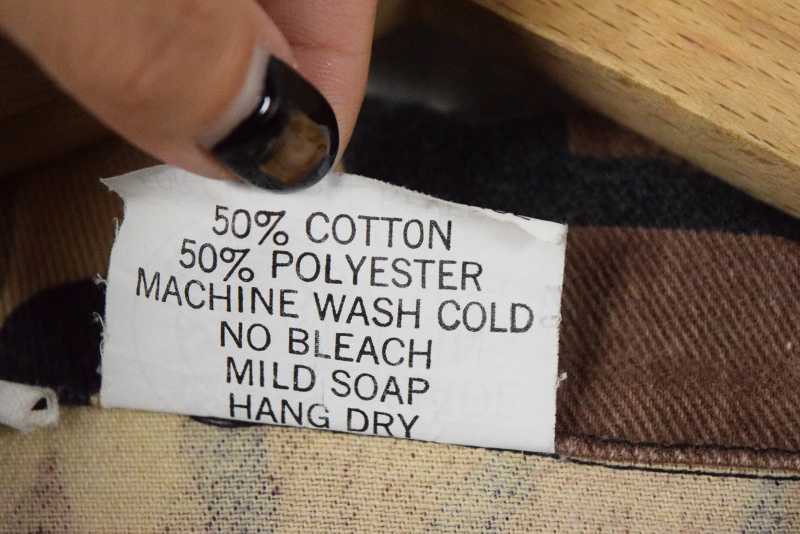 50% COTTON
50% POLYESTER
MACHINE WASH COLD
NO BLEACH
MILD SOAP
HANG DRY